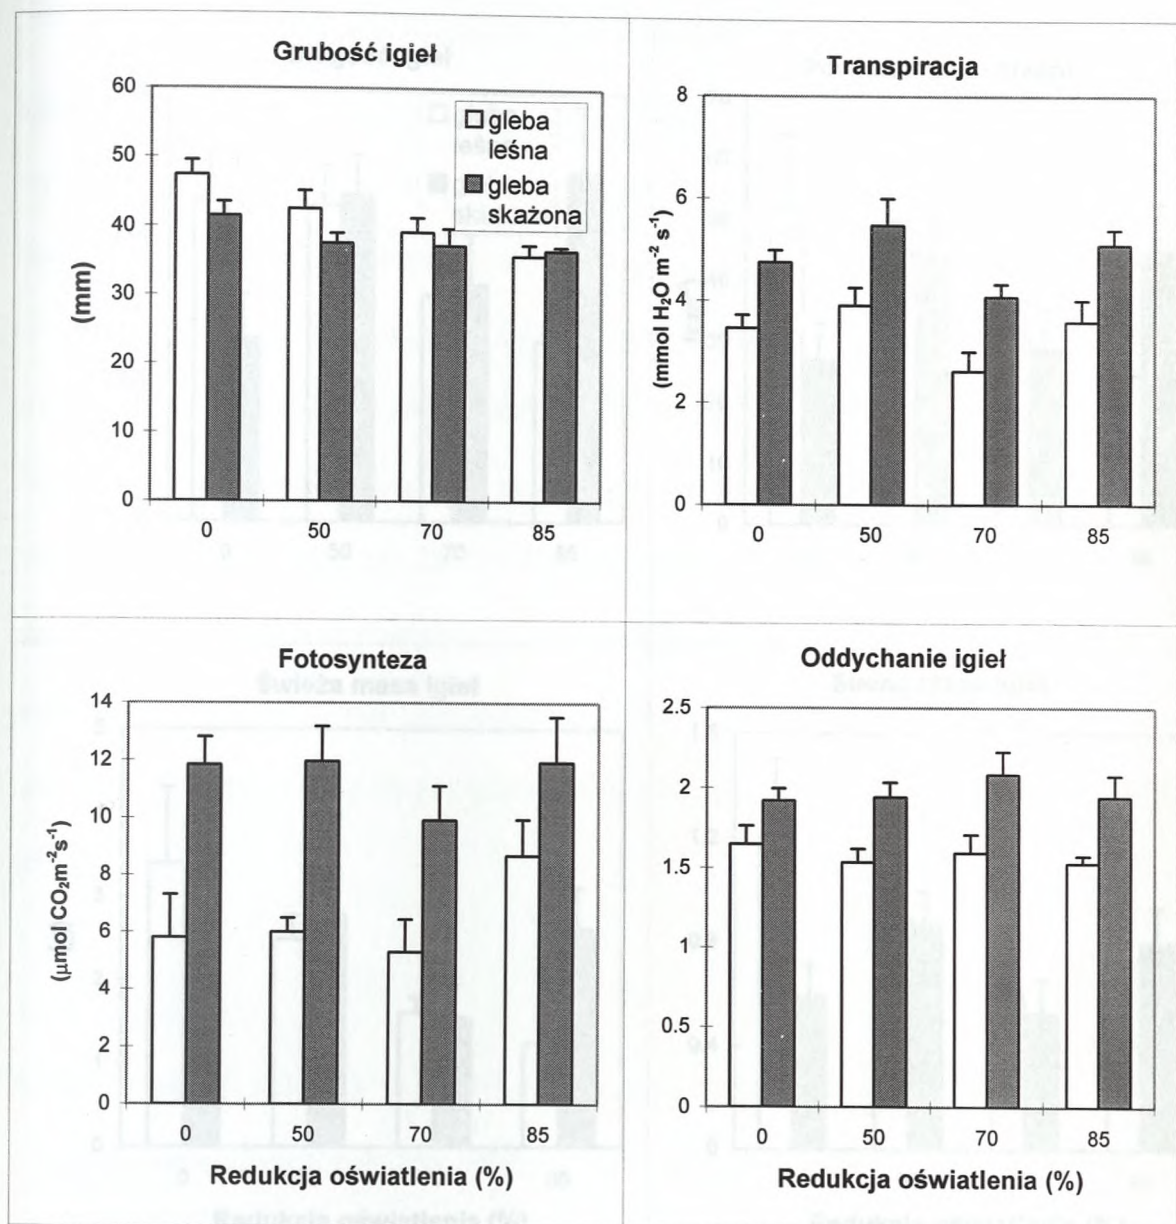 Grubość igieł
60
50
40
30
20
10
0
(mm)
gleba
leśna
gleba
skażona
0 50 70 85
Transpiracja
8
6
4
2
0
(mmol H₂O m⁻² s⁻¹)
0 50 70 85
Fotosynteza
14
12
10
8
6
4
2
0
(µmol CO₂m⁻²s⁻¹)
0 50 70 85
Redukcja oświatlenia (%)
Oddychanie igieł
2.5
2
1.5
1
0.5
0
0 50 70 85
Redukcja oświatlenia (%)